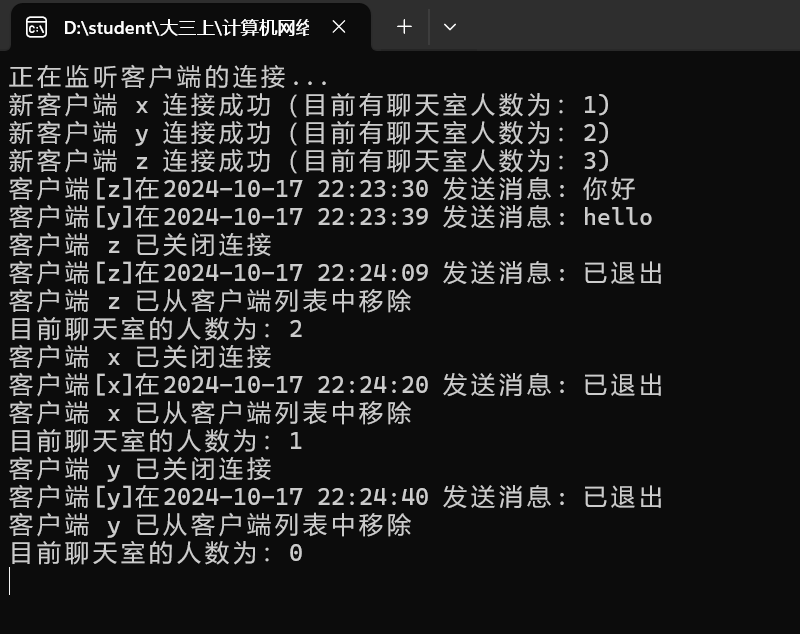 D:\student\大三上\计算机网络
正在监听客户端的连接...
新客户端 x 连接成功（目前有聊天室人数为：1）
新客户端 y 连接成功（目前有聊天室人数为：2）
新客户端 z 连接成功（目前有聊天室人数为：3）
客户端[z]在2024-10-17 22:23:30 发送消息：你好
客户端[y]在2024-10-17 22:23:39 发送消息：hello
客户端 z 已关闭连接
客户端[z]在2024-10-17 22:24:09 发送消息：已退出
客户端 z 已从客户端列表中移除
目前聊天室的人数为：2
客户端 x 已关闭连接
客户端[x]在2024-10-17 22:24:20 发送消息：已退出
客户端 x 已从客户端列表中移除
目前聊天室的人数为：1
客户端 y 已关闭连接
客户端[y]在2024-10-17 22:24:40 发送消息：已退出
客户端 y 已从客户端列表中移除
目前聊天室的人数为：0